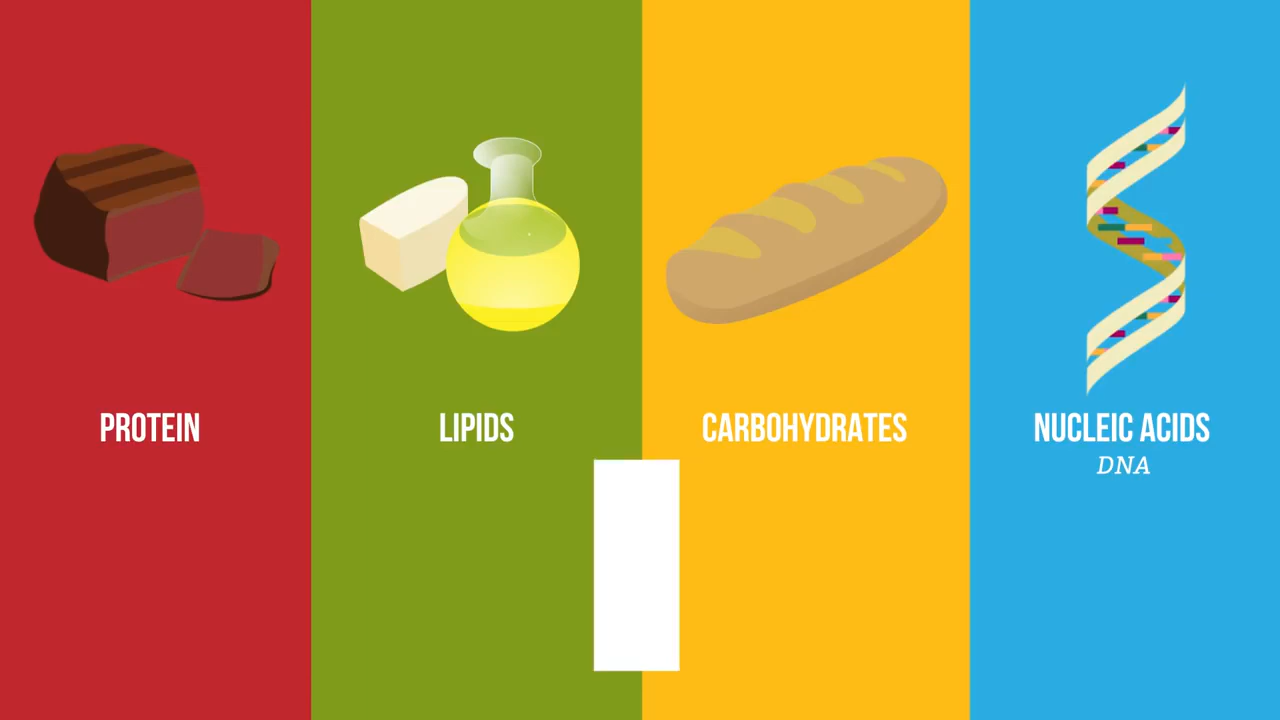 PROTEIN
LIPIDS
CARBOHYDRATES
NUCLEIC ACIDS
DNA